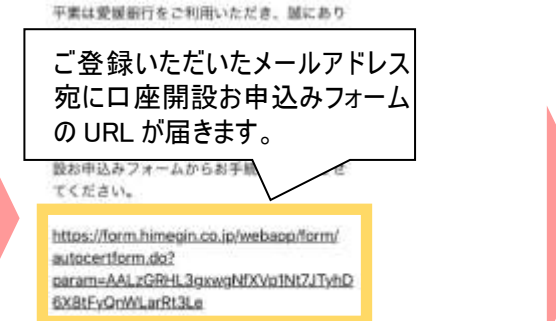 平素は愛媛銀行をご利用いただき、誠にあり
ご登録いただいたメールアドレス
宛に口座開設お申込みフォーム
の URL が届きます。
設お申込みフォームからお手続
せ
てください。
https://form.himegin.co.jp/webapp/form/
autocertform.do?
param=AALzGRHL3gxwgNfXVp1Nt7JTyhD
6X8tFyQnWLarRt3Le